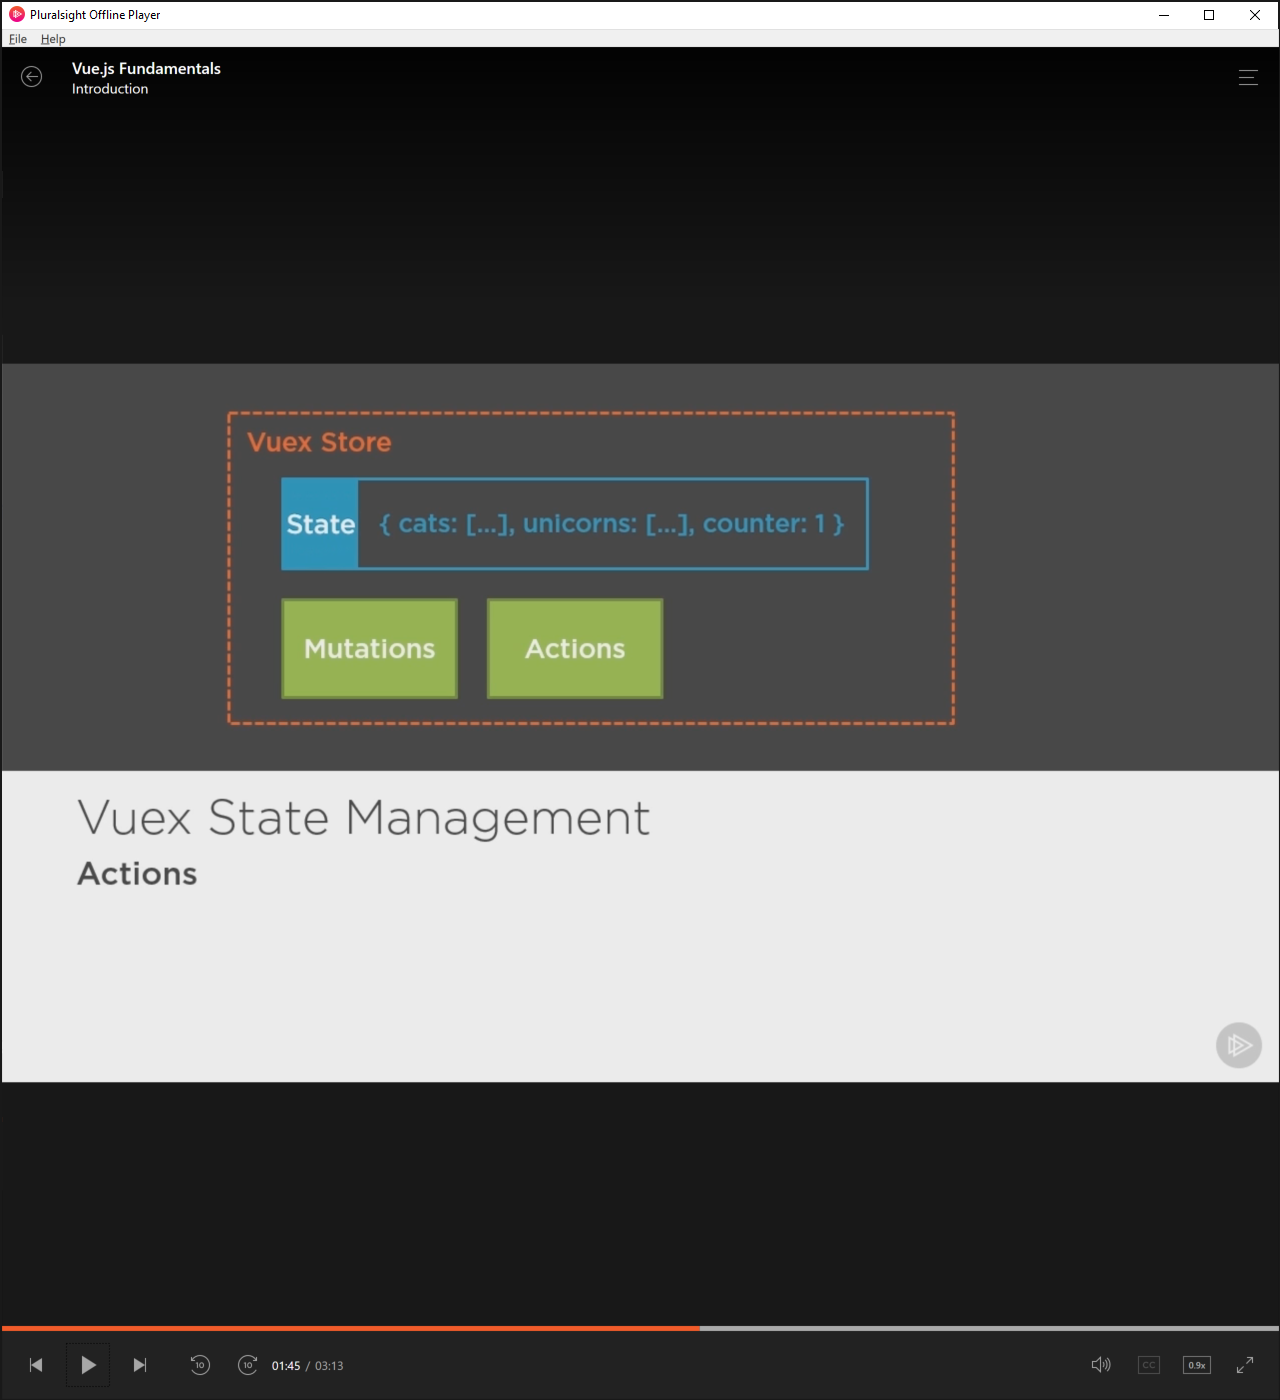 Pluralsight Offline Player
File Help
Vue.js Fundamentals
Introduction
Vuex Store
State { cats: [...], unicorns: [...], counter: 1 }
Mutations Actions
Vuex State Management
Actions
10 10 01:45 / 03:13 CC 0.9x